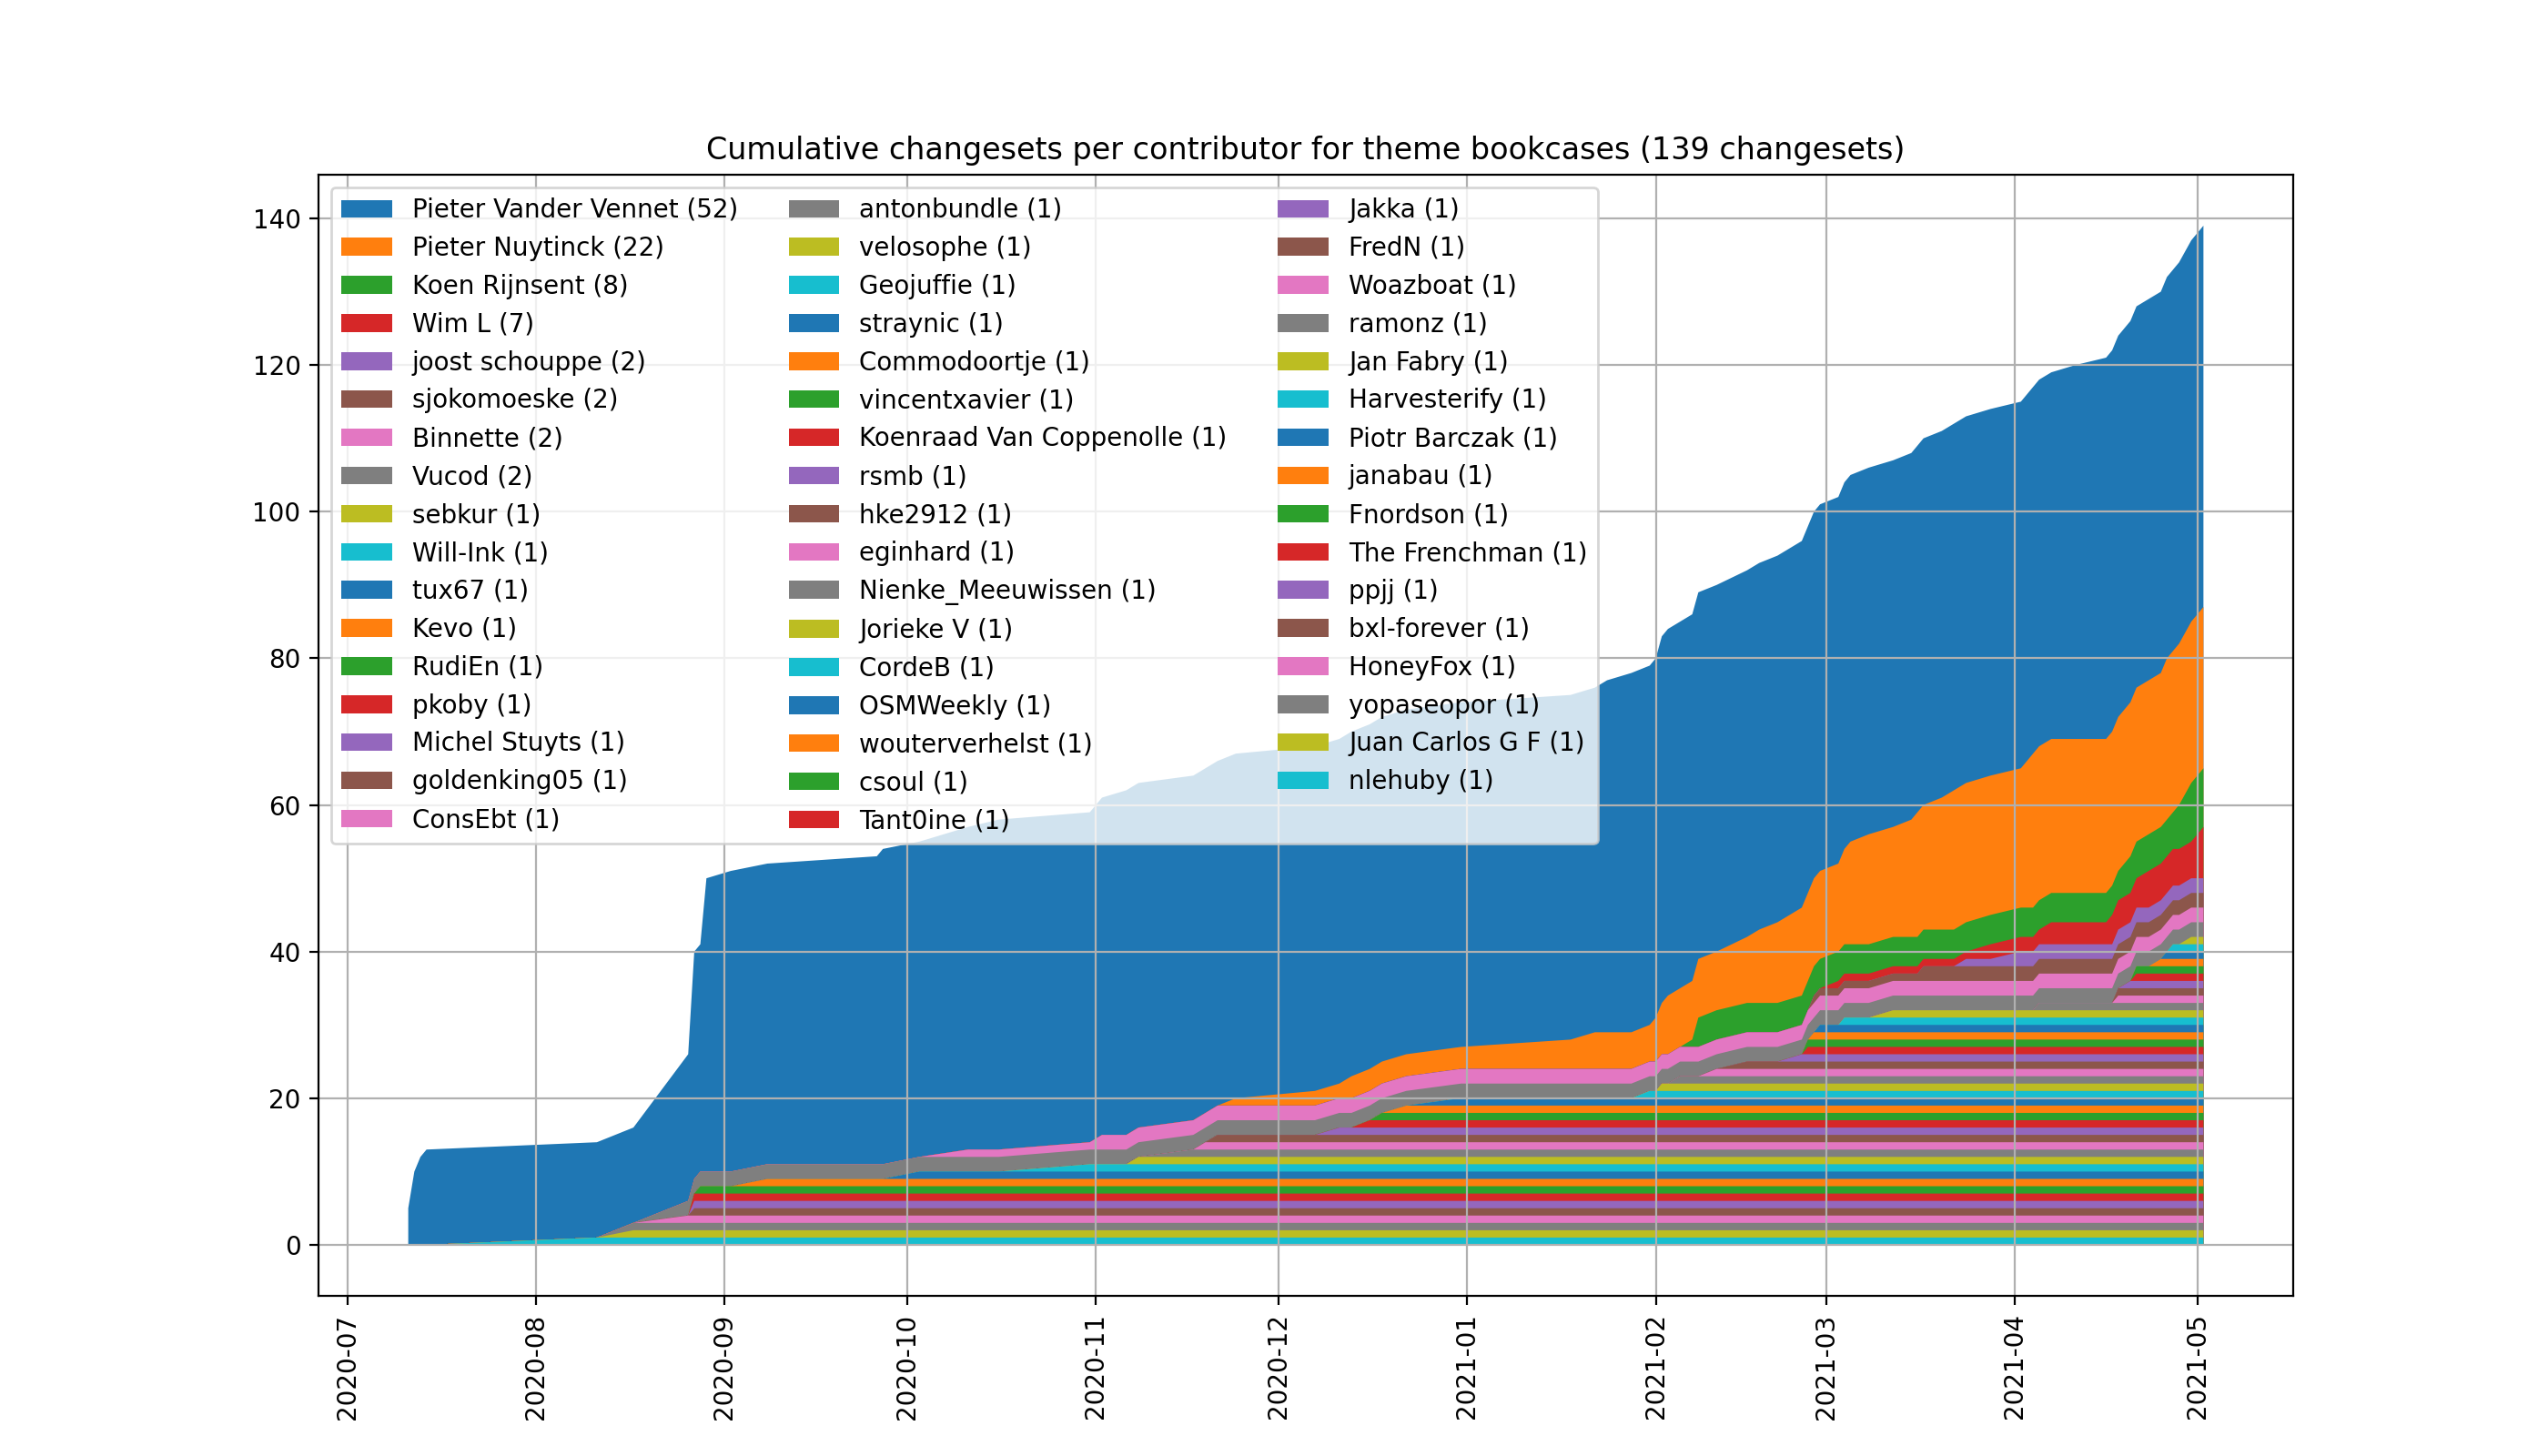 Cumulative changesets per contributor for theme bookcases (139 changesets)
140
120
100
80
60
40
20
0
Pieter Vander Vennet (52)
Pieter Nuytinck (22)
Koen Rijnsent (8)
Wim L (7)
joost schouppe (2)
sjokomoeske (2)
Binnette (2)
Vucod (2)
sebkur (1)
Will-Ink (1)
tux67 (1)
Kevo (1)
RudiEn (1)
pkoby (1)
Michel Stuyts (1)
goldenking05 (1)
ConsEbt (1)
antonbundle (1)
velosophe (1)
Geojuffie (1)
straynic (1)
Commodoortje (1)
vincentxavier (1)
Koenraad Van Coppenolle (1)
rsmb (1)
hke2912 (1)
eginhard (1)
Nienke_Meeuwissen (1)
Jorieke V (1)
CordeB (1)
OSMWeekly (1)
wouterverhelst (1)
csoul (1)
Tant0ine (1)
Jakka (1)
FredN (1)
Woazboat (1)
ramonz (1)
Jan Fabry (1)
Harvesterify (1)
Piotr Barczak (1)
janabau (1)
Fnordson (1)
The Frenchman (1)
ppjj (1)
bxl-forever (1)
HoneyFox (1)
yopaseopor (1)
Juan Carlos G F (1)
nlehuby (1)
2020-07
2020-08
2020-09
2020-10
2020-11
2020-12
2021-01
2021-02
2021-03
2021-04
2021-05